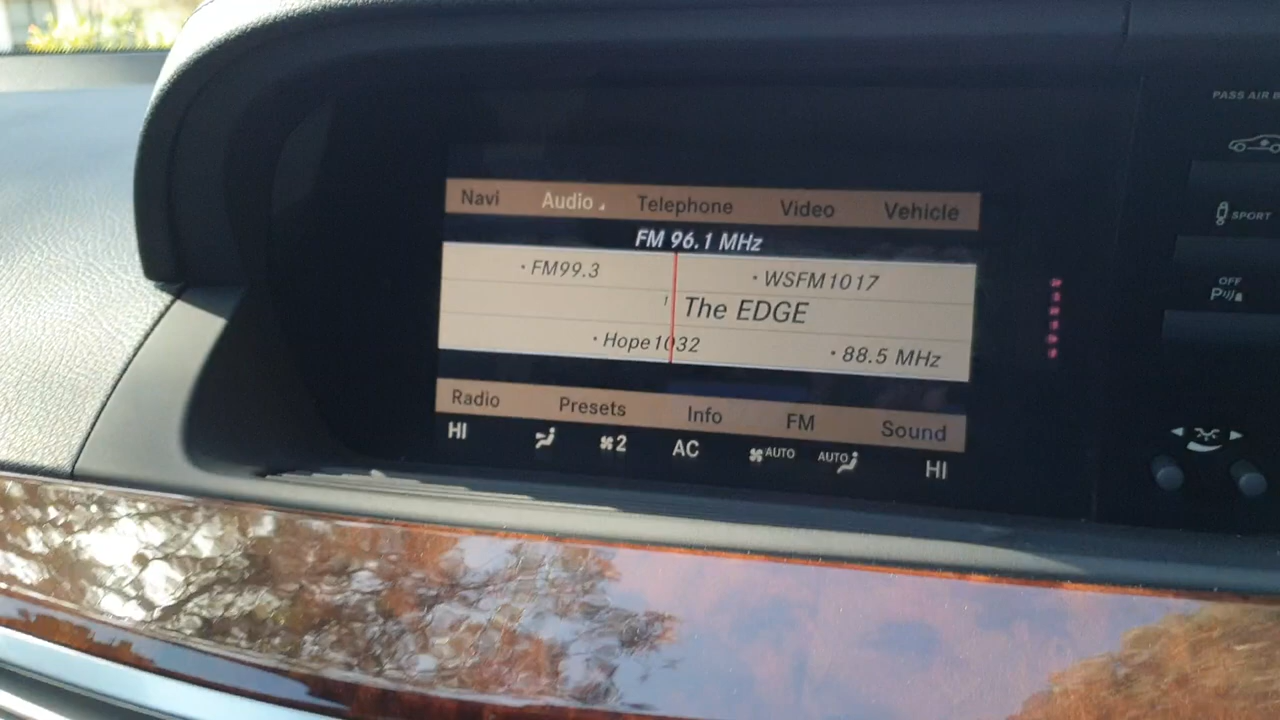 PASS AIR B
Navi Audio Telephone Video Vehicle
SPORT
FM 96.1 MHz
FM99.3 WSFM1017
OFF
P
1 The EDGE
Hope1032 88.5 MHz
Radio Presets Info FM Sound
HI 2 AC AUTO AUTO HI